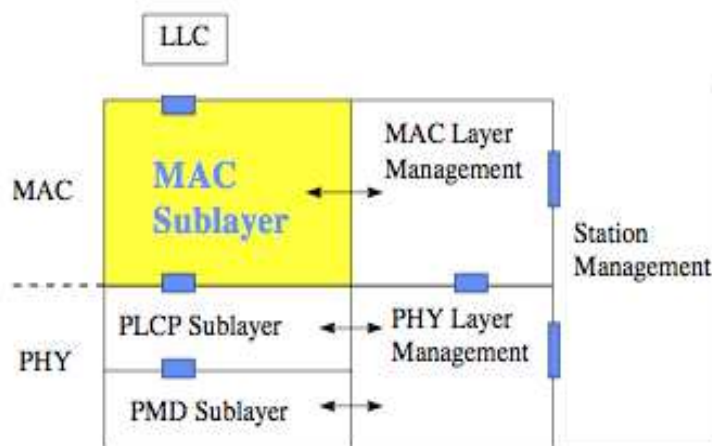 LLC
MAC
MAC
Sublayer
MAC Layer
Management
Station
Management
PHY
PLCP Sublayer
PHY Layer
Management
PMD Sublayer